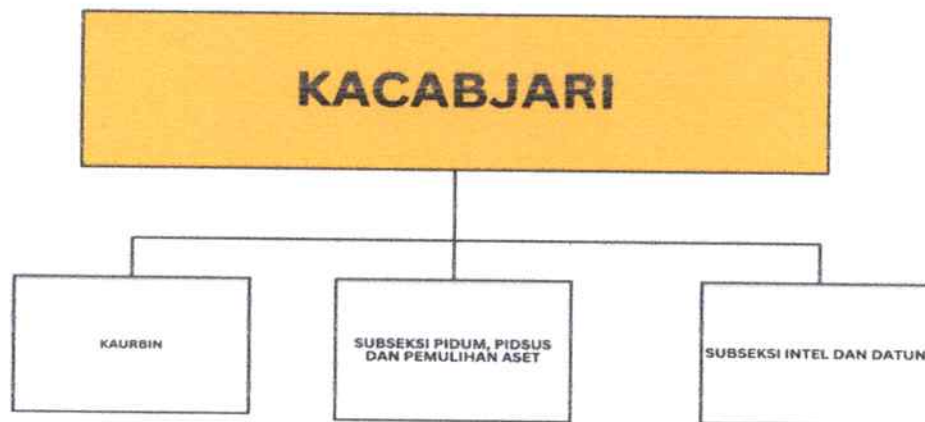 KACABJARI
KAURBIN
SUBSEKSI PIDUM, PIDSUS
DAN PEMULIHAN ASET
SUBSEKSI INTEL DAN DATUN